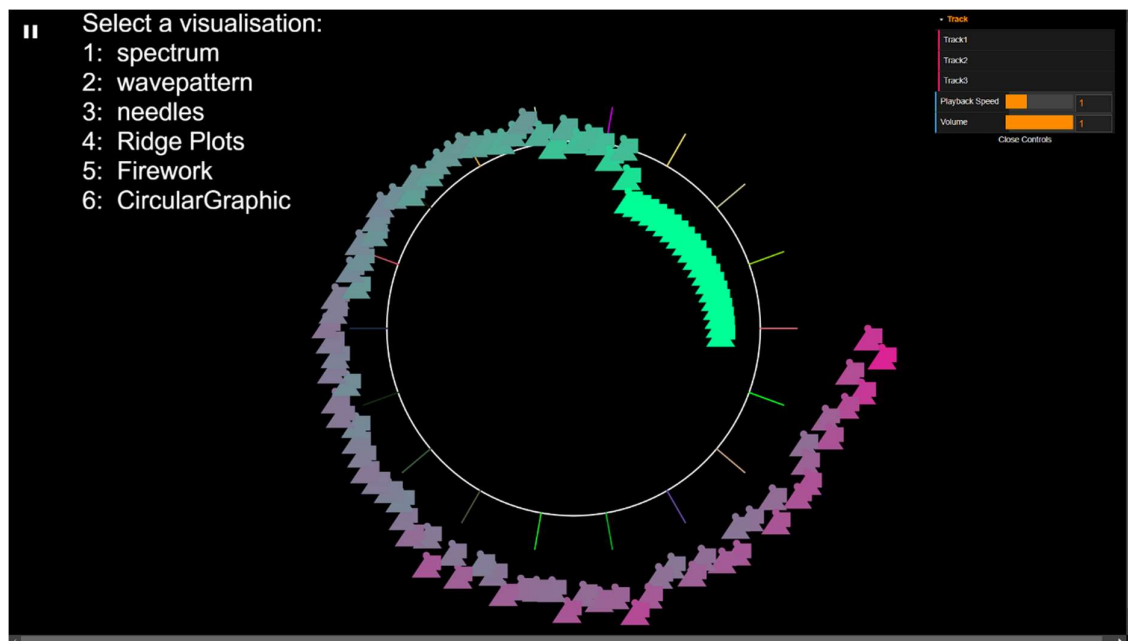 Select a visualisation:
1: spectrum
2: wavepattern
3: needles
4: Ridge Plots
5: Firework
6: CircularGraphic
Track
Track1
Track2
Track3
Playback Speed 1
Volume 1
Close Controls